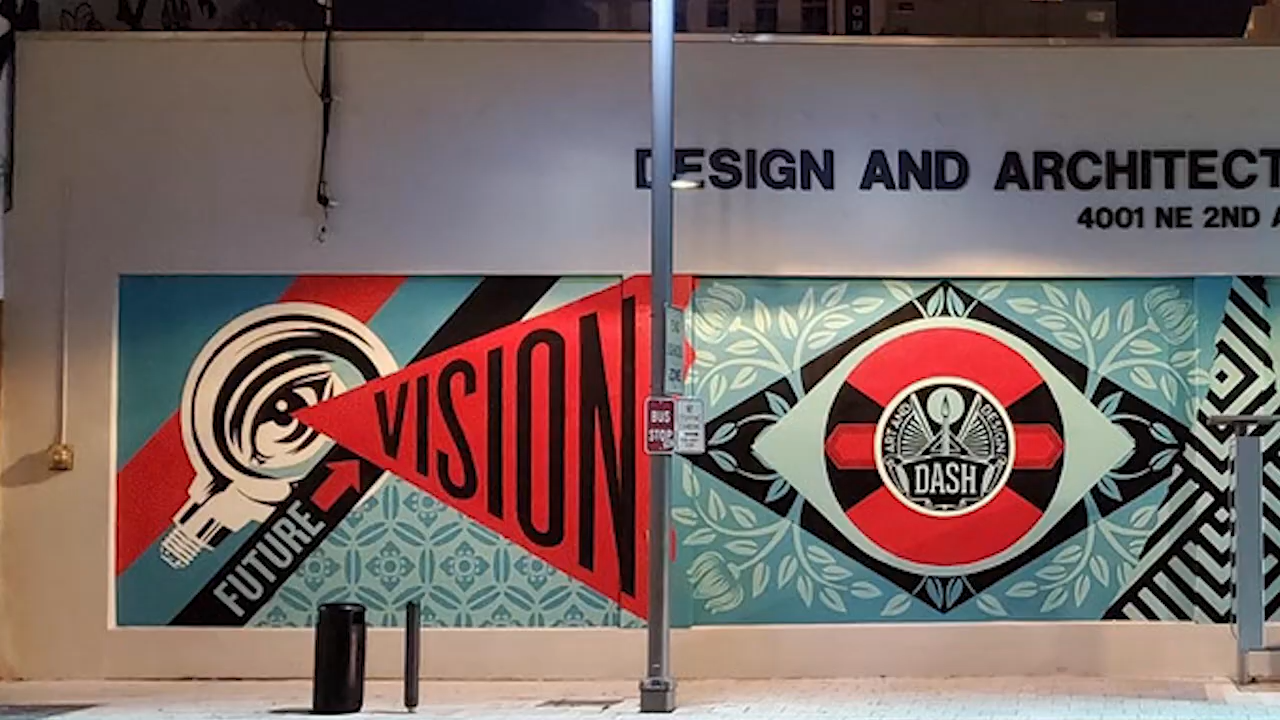 DESIGN AND ARCHITECT
4001 NE 2ND A
VISION
FUTURE
BUS
STOP
ART AND DESIGN
DASH